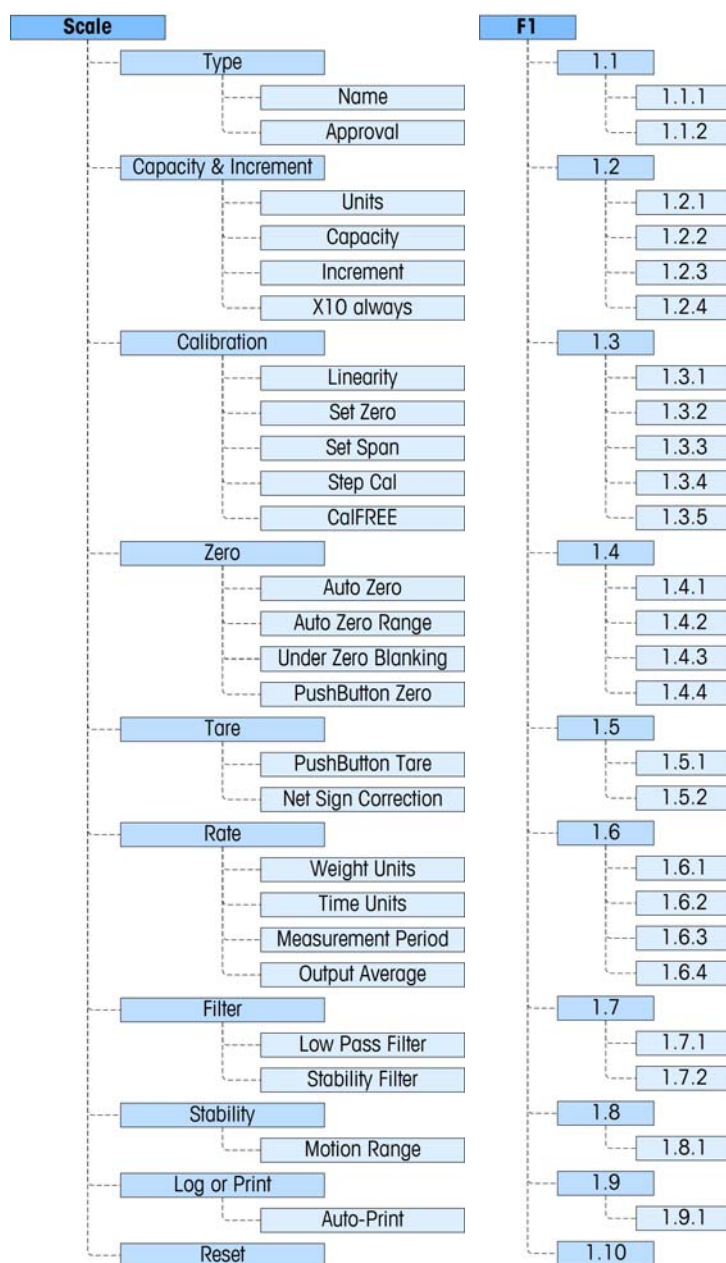 Scale F1
Type 1.1
Name 1.1.1
Approval 1.1.2
Capacity & Increment 1.2
Units 1.2.1
Capacity 1.2.2
Increment 1.2.3
X10 always 1.2.4
Calibration 1.3
Linearity 1.3.1
Set Zero 1.3.2
Set Span 1.3.3
Step Cal 1.3.4
CalFREE 1.3.5
Zero 1.4
Auto Zero 1.4.1
Auto Zero Range 1.4.2
Under Zero Blanking 1.4.3
PushButton Zero 1.4.4
Tare 1.5
PushButton Tare 1.5.1
Net Sign Correction 1.5.2
Rate 1.6
Weight Units 1.6.1
Time Units 1.6.2
Measurement Period 1.6.3
Output Average 1.6.4
Filter 1.7
Low Pass Filter 1.7.1
Stability Filter 1.7.2
Stability 1.8
Motion Range 1.8.1
Log or Print 1.9
Auto-Print 1.9.1
Reset 1.10